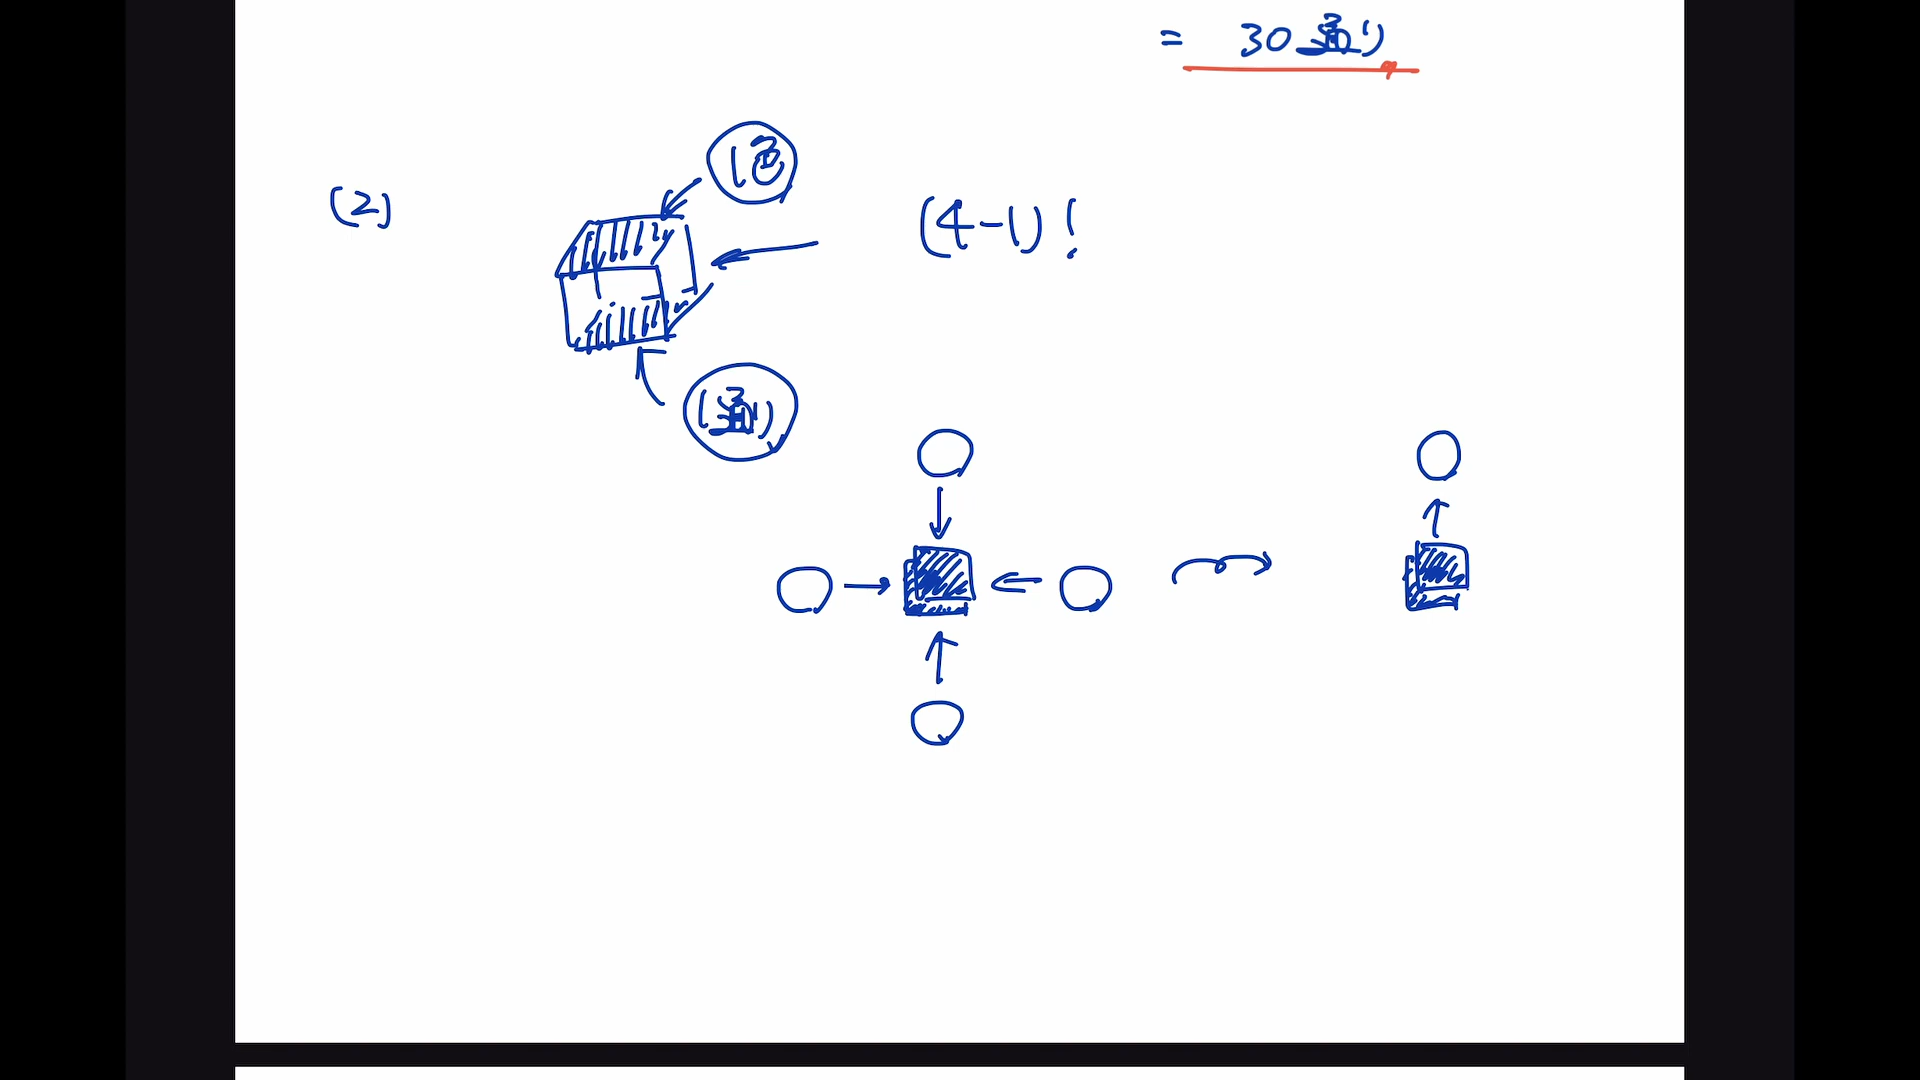 = 30通り
(2)
1色
(4-1)!
1通り